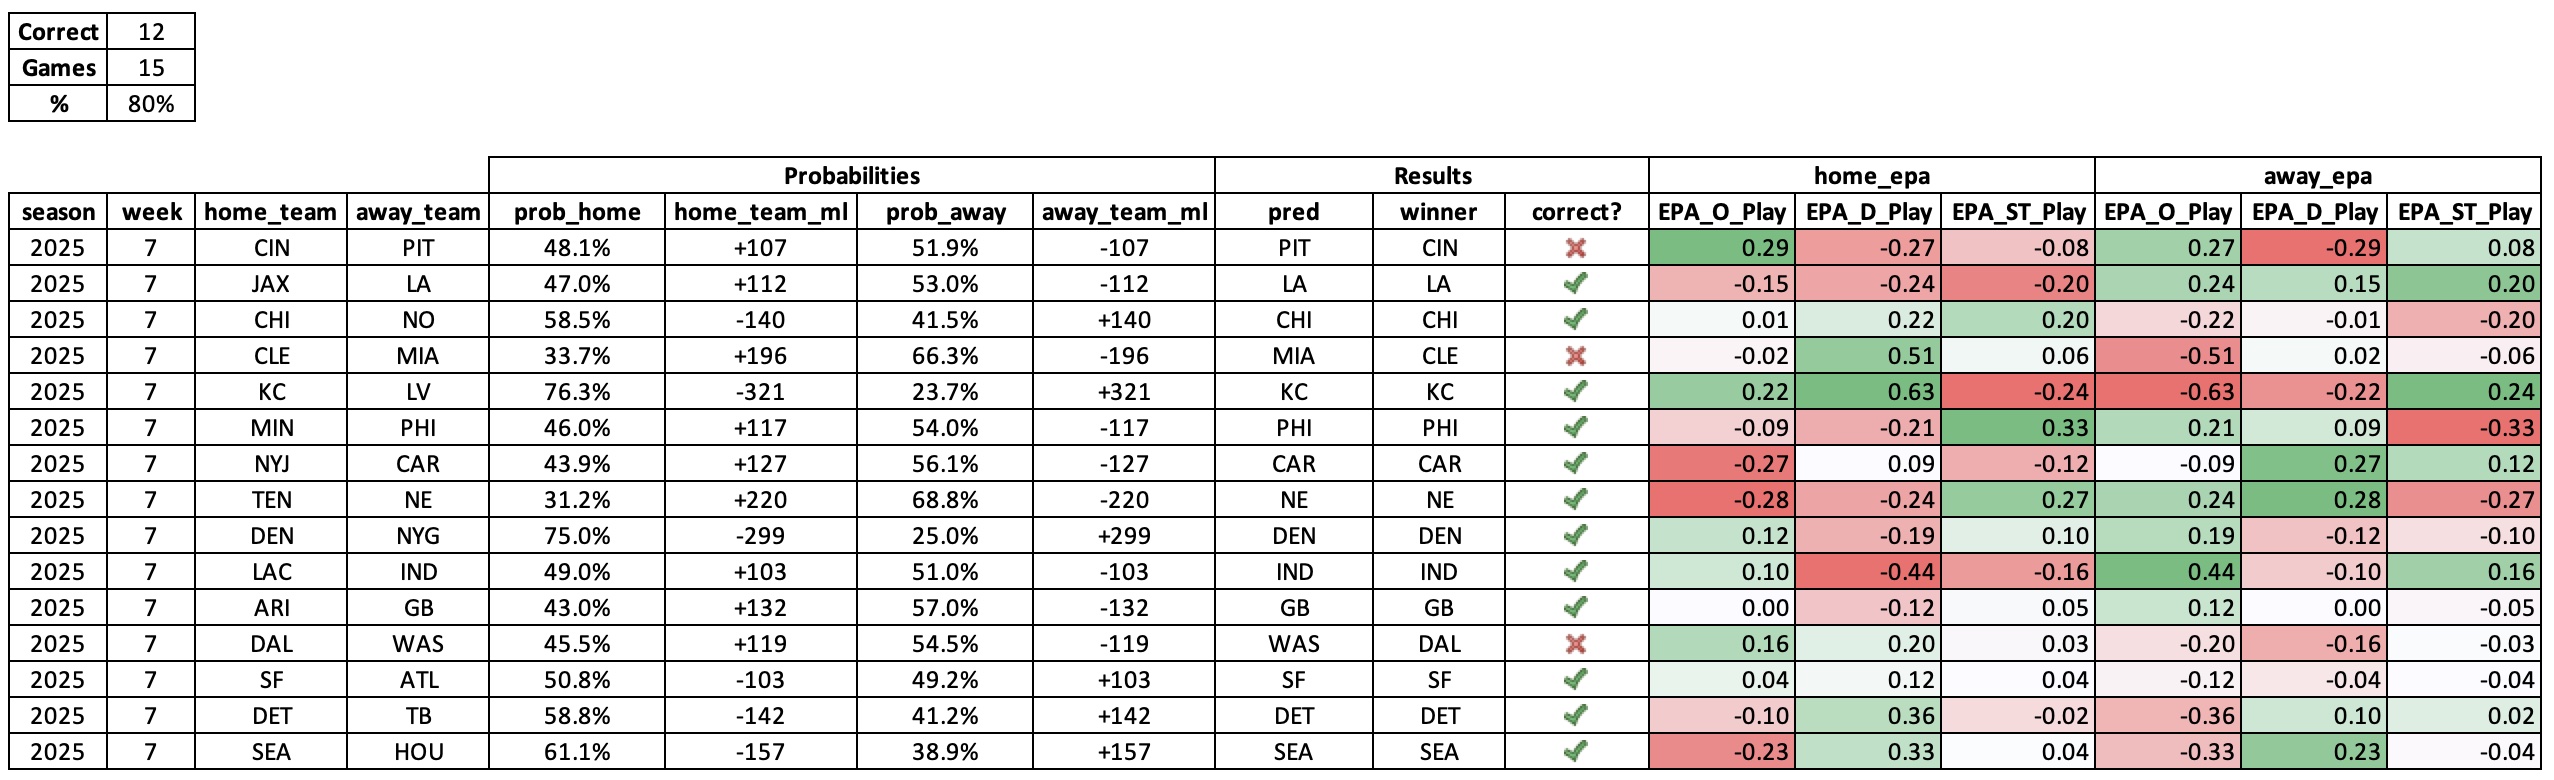 Correct 12
Games 15
% 80%
Probabilities Results home_epa away_epa
season week home_team away_team prob_home home_team_ml prob_away away_team_ml pred winner correct? EPA_O_Play EPA_D_Play EPA_ST_Play EPA_O_Play EPA_D_Play EPA_ST_Play
2025 7 CIN PIT 48.1% +107 51.9% -107 PIT CIN 0.29 -0.27 -0.08 0.27 -0.29 0.08
2025 7 JAX LA 47.0% +112 53.0% -112 LA LA -0.15 -0.24 -0.20 0.24 0.15 0.20
2025 7 CHI NO 58.5% -140 41.5% +140 CHI CHI 0.01 0.22 0.20 -0.22 -0.01 -0.20
2025 7 CLE MIA 33.7% +196 66.3% -196 MIA CLE -0.02 0.51 0.06 -0.51 0.02 -0.06
2025 7 KC LV 76.3% -321 23.7% +321 KC KC 0.22 0.63 -0.24 -0.63 -0.22 0.24
2025 7 MIN PHI 46.0% +117 54.0% -117 PHI PHI -0.09 -0.21 0.33 0.21 0.09 -0.33
2025 7 NYJ CAR 43.9% +127 56.1% -127 CAR CAR -0.27 0.09 -0.12 -0.09 0.27 0.12
2025 7 TEN NE 31.2% +220 68.8% -220 NE NE -0.28 -0.24 0.27 0.24 0.28 -0.27
2025 7 DEN NYG 75.0% -299 25.0% +299 DEN DEN 0.12 -0.19 0.10 0.19 -0.12 -0.10
2025 7 LAC IND 49.0% +103 51.0% -103 IND IND 0.10 -0.44 -0.16 0.44 -0.10 0.16
2025 7 ARI GB 43.0% +132 57.0% -132 GB GB 0.00 -0.12 0.05 0.12 0.00 -0.05
2025 7 DAL WAS 45.5% +119 54.5% -119 WAS DAL 0.16 0.20 0.03 -0.20 -0.16 -0.03
2025 7 SF ATL 50.8% -103 49.2% +103 SF SF 0.04 0.12 0.04 -0.12 -0.04 -0.04
2025 7 DET TB 58.8% -142 41.2% +142 DET DET -0.10 0.36 -0.02 -0.36 0.10 0.02
2025 7 SEA HOU 61.1% -157 38.9% +157 SEA SEA -0.23 0.33 0.04 -0.33 0.23 -0.04